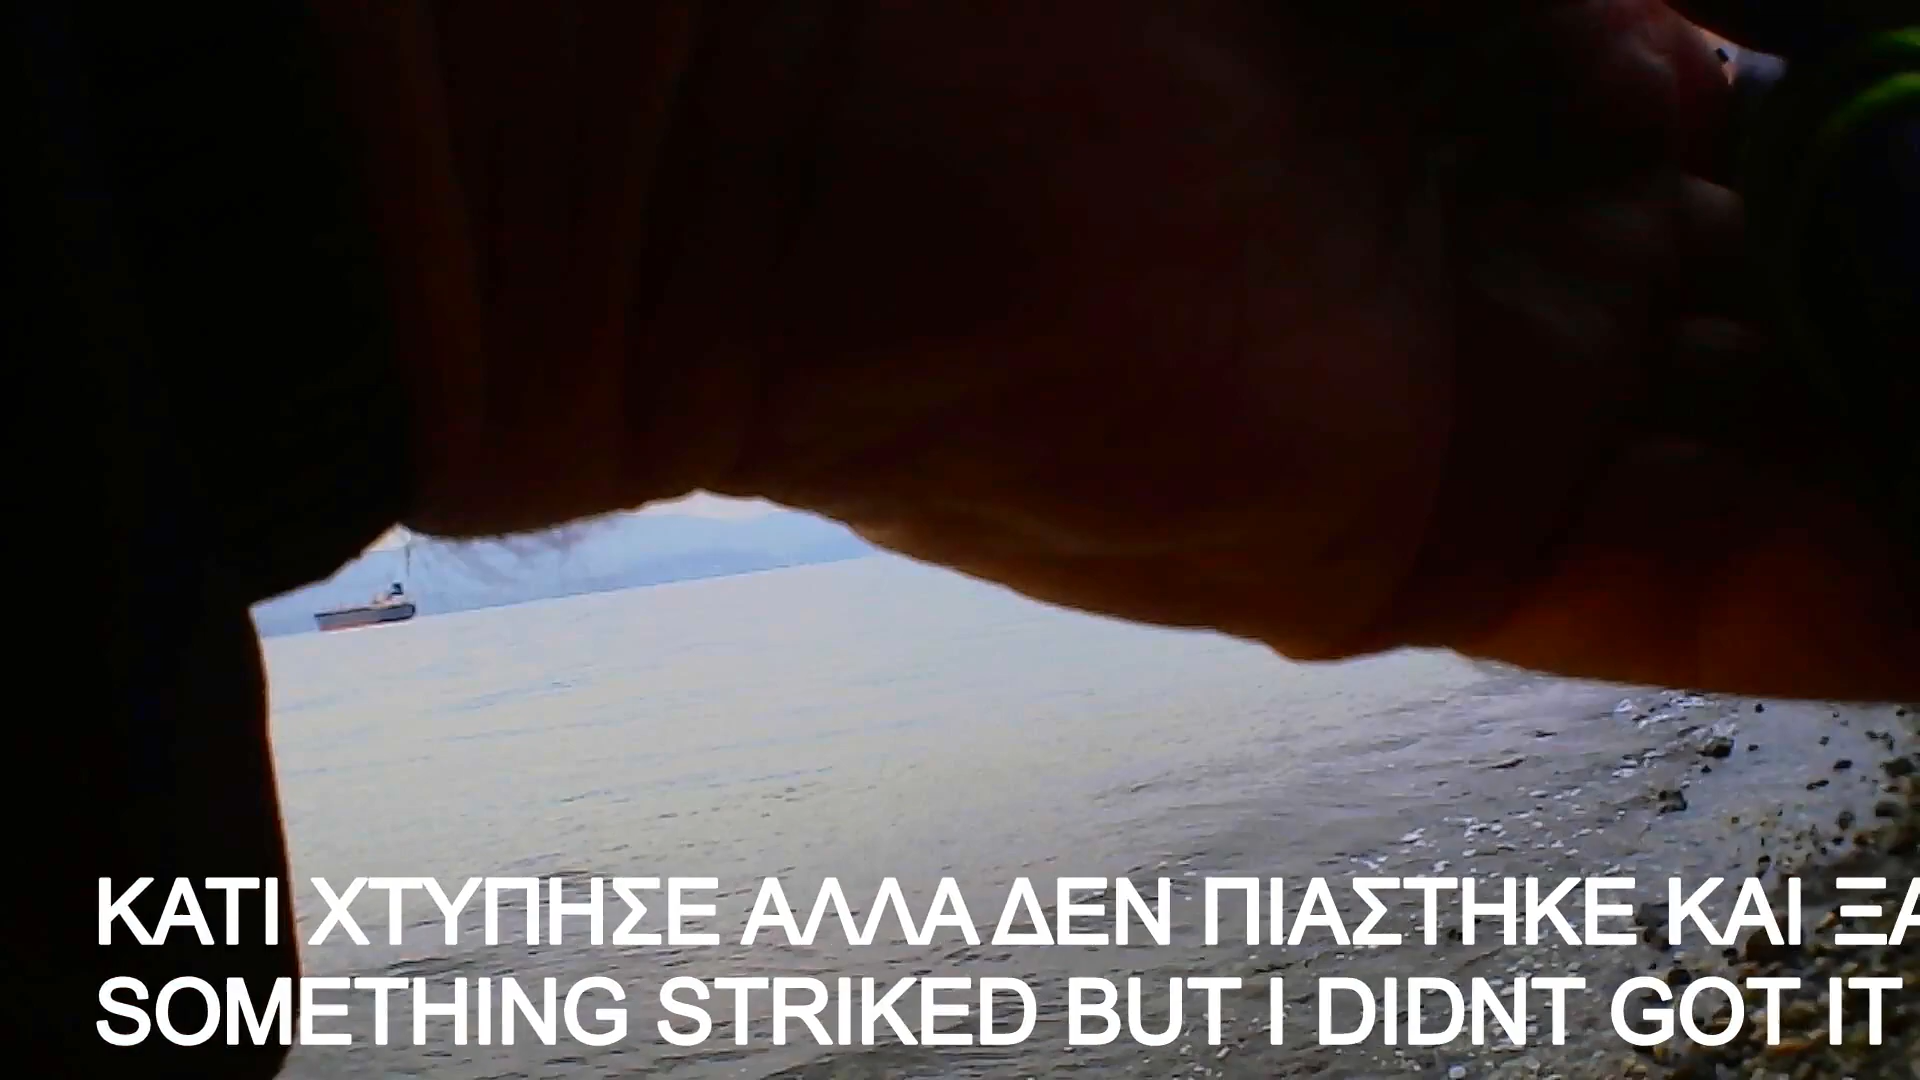 ΚΑΤΙ ΧΤΥΠΗΣΕ ΑΛΛΑ ΔΕΝ ΠΙΑΣΤΗΚΕ ΚΑΙ
SOMETHING STRIKED BUT I DIDNT GOT IT